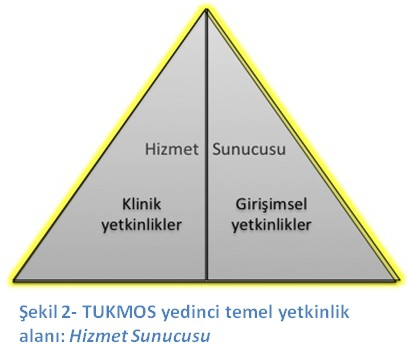 Hizmet Sunucusu
Klinik yetkinlikler
Girişimsel yetkinlikler
Şekil 2- TUKMOS yedinci temel yetkinlik
alanı: Hizmet Sunucusu